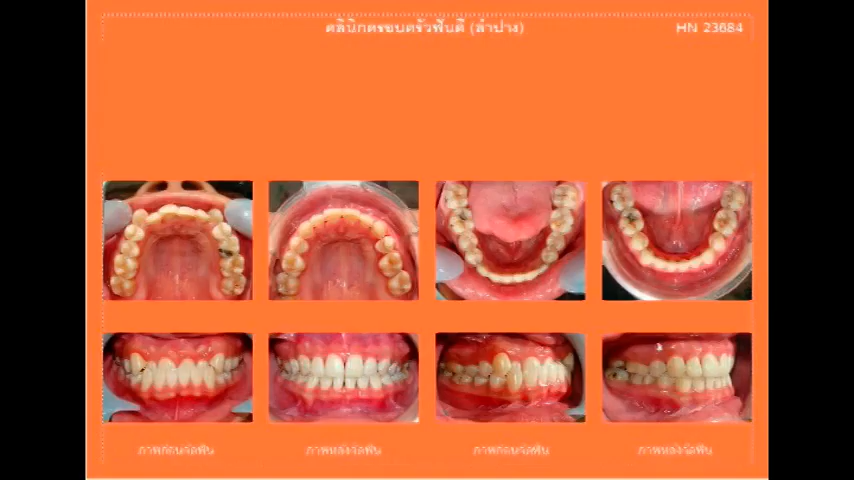 คลินิกครอบครัวฟันดี (ลำปาง)
HN 23684
ภาพก่อนจัดฟัน
ภาพหลังจัดฟัน
ภาพก่อนจัดฟัน
ภาพหลังจัดฟัน